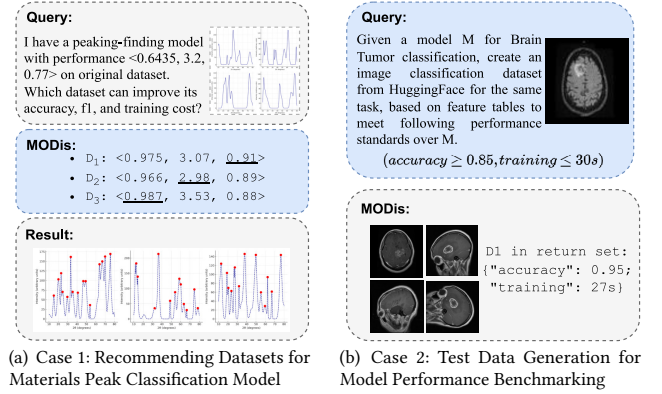 Query:
I have a peaking-finding model
with performance <0.6435, 3.2,
0.77> on original dataset.
Which dataset can improve its
accuracy, f1, and training cost?
MODis:
• D1: <0.975, 3.07, 0.91>
• D2: <0.966, 2.98, 0.89>
• D3: <0.987, 3.53, 0.88>
Result:
(a) Case 1: Recommending Datasets for
Materials Peak Classification Model
Query:
Given a model M for Brain
Tumor classification, create an
image classification dataset
from HuggingFace for the same
task, based on feature tables to
meet following performance
standards over M.
(accuracy ≥ 0.85, training ≤ 30s)
MODis:
D1 in return set:
{"accuracy": 0.95;
"training": 27s}
(b) Case 2: Test Data Generation for
Model Performance Benchmarking